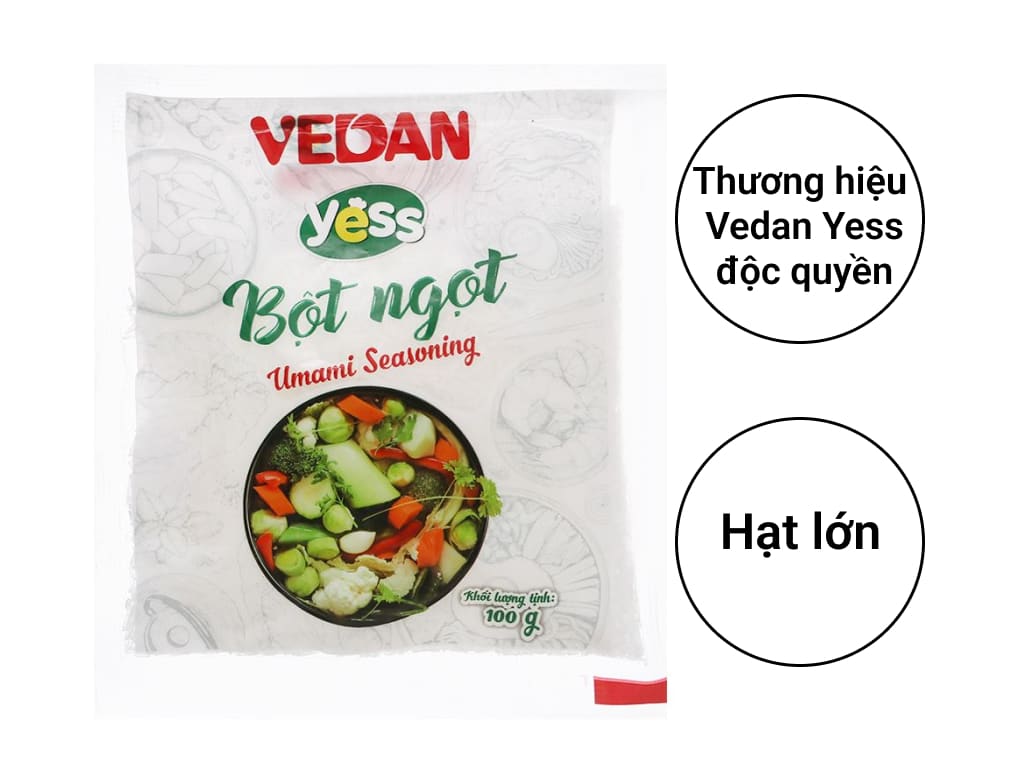 VEDAN
yess
Bột ngọt
Umami Seasoning
Khối lượng tịnh:
100 g
Thương hiệu
Vedan Yess
độc quyền
Hạt lớn